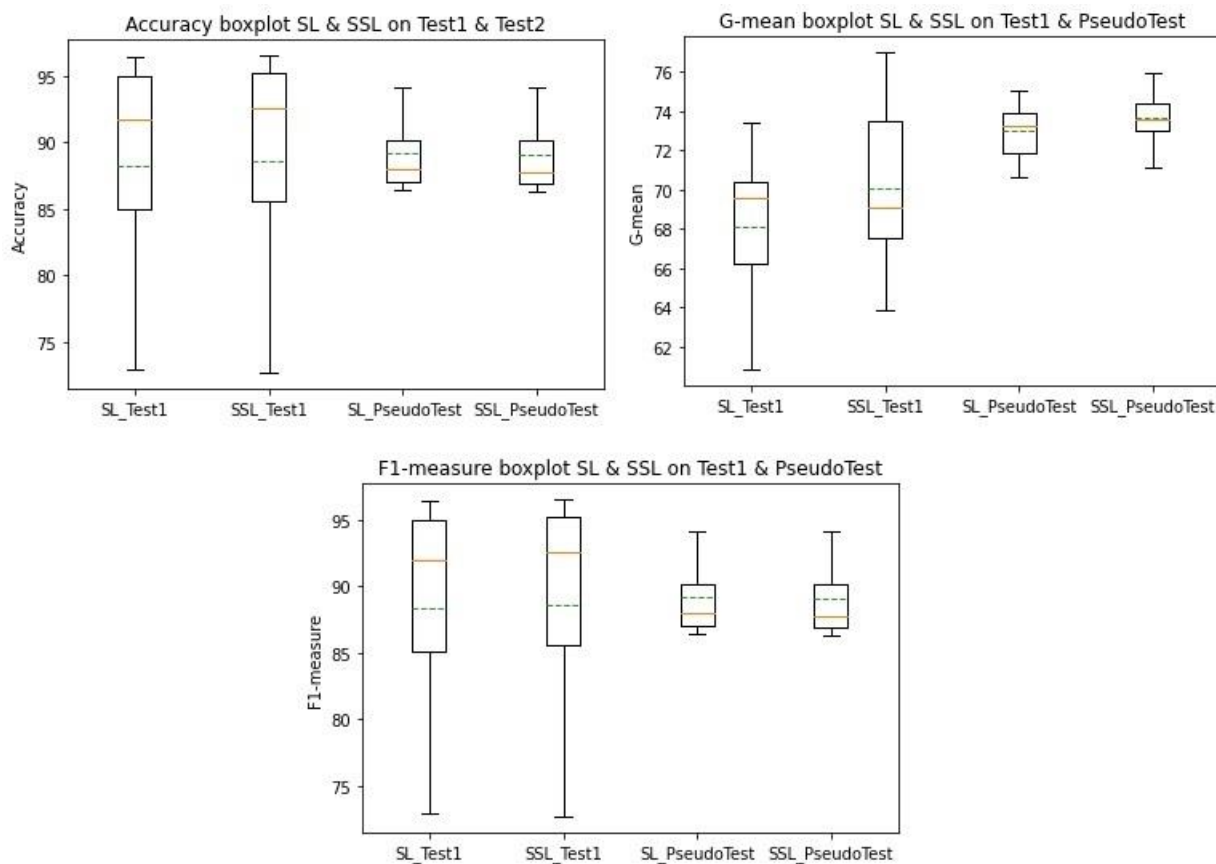 Accuracy boxplot SL & SSL on Test1 & Test2
Accuracy
95
90
85
80
75
SL_Test1 SSL_Test1 SL_PseudoTest SSL_PseudoTest
G-mean boxplot SL & SSL on Test1 & PseudoTest
G-mean
76
74
72
70
68
66
64
62
SL_Test1 SSL_Test1 SL_PseudoTest SSL_PseudoTest
F1-measure boxplot SL & SSL on Test1 & PseudoTest
F1-measure
95
90
85
80
75
SL_Test1 SSL_Test1 SL_PseudoTest SSL_PseudoTest